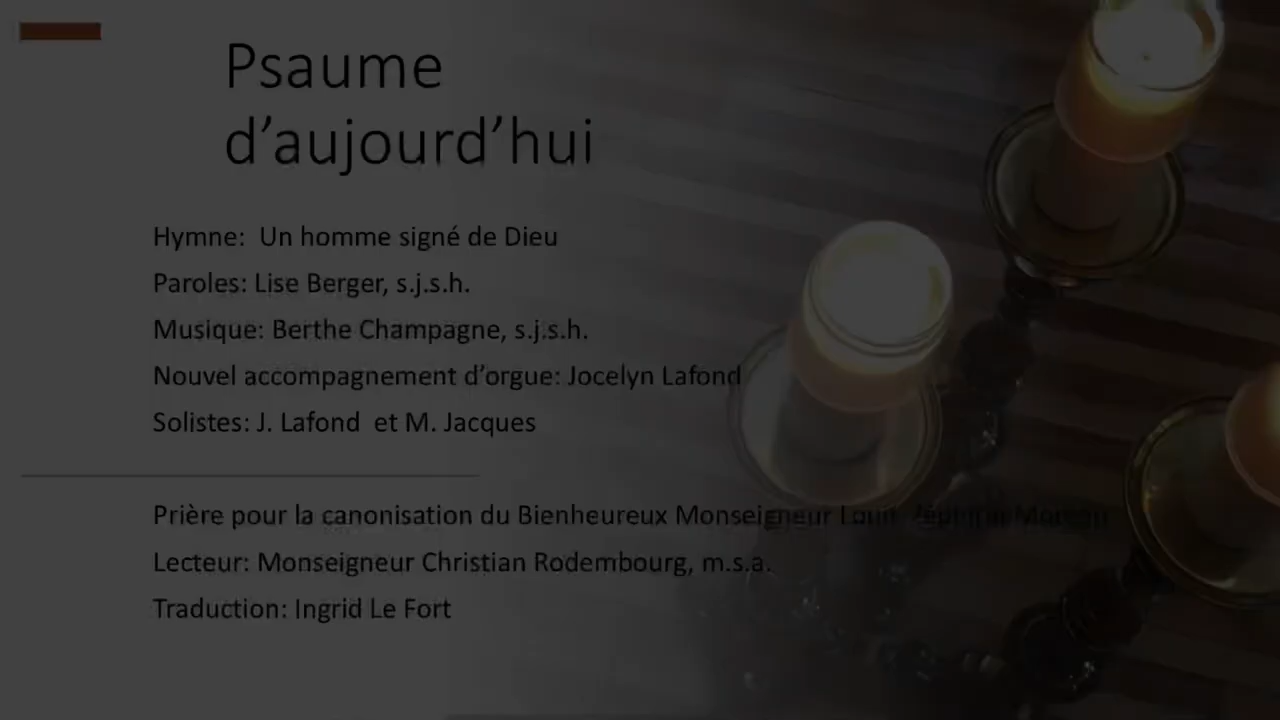 Psaume
d’aujourd’hui
Hymne: Un homme signé de Dieu
Paroles: Lise Berger, s.j.s.h.
Musique: Berthe Champagne, s.j.s.h.
Nouvel accompagnement d’orgue: Jocelyn Lafond
Solistes: J. Lafond et M. Jacques
Prière pour la canonisation du Bienheureux Monseigneur Louis
Lecteur: Monseigneur Christian Rodembourg, m.s.a.
Traduction: Ingrid Le Fort